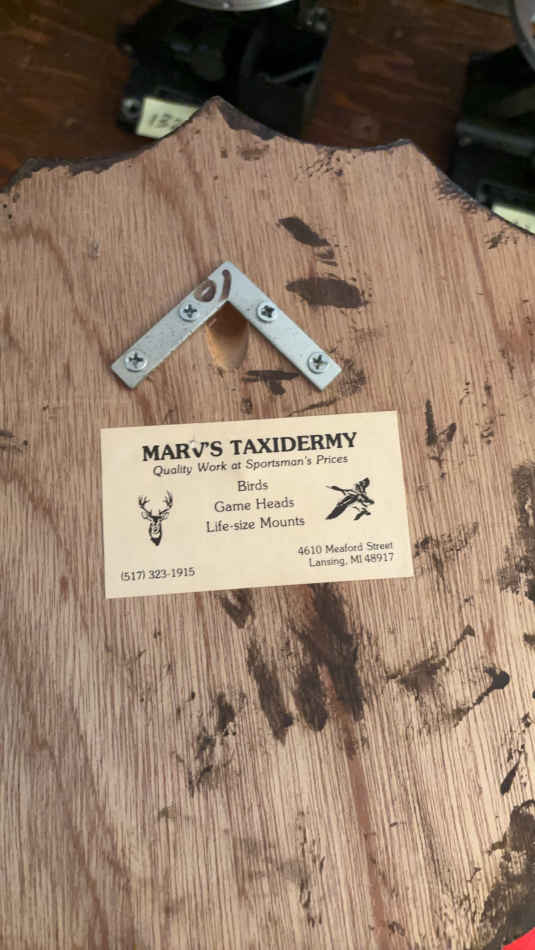 MARV'S TAXIDERMY
Quality Work at Sportsman's Prices
Birds
Game Heads
Life-size Mounts
(517) 323-1915
4610 Meaford Street
Lansing, MI 48917